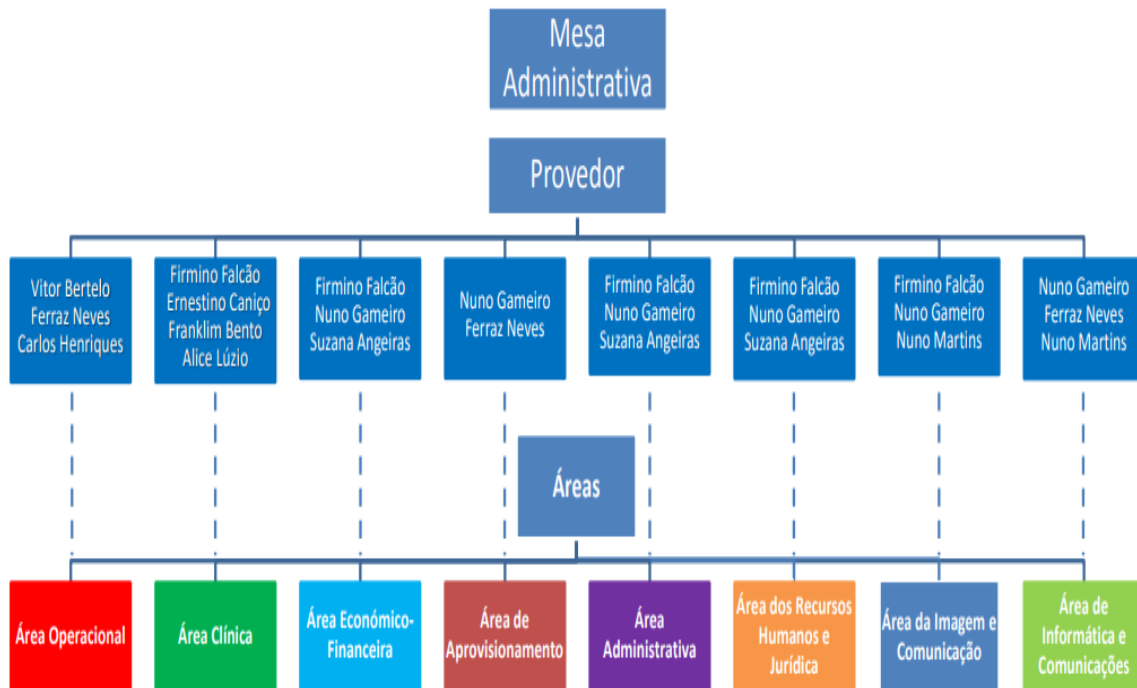 Mesa
Administrativa
Provedor
Vitor Bertelo
Ferraz Neves
Carlos Henriques
Firmino Falcão
Ernestino Caniço
Franklim Bento
Alice Lúzio
Firmino Falcão
Nuno Gameiro
Suzana Angeiras
Nuno Gameiro
Ferraz Neves
Firmino Falcão
Nuno Gameiro
Suzana Angeiras
Firmino Falcão
Nuno Gameiro
Suzana Angeiras
Firmino Falcão
Nuno Gameiro
Nuno Martins
Nuno Gameiro
Ferraz Neves
Nuno Martins
Áreas
Área Operacional
Área Clínica
Área Económico-
Financeira
Área de
Aprovisionamento
Área
Administrativa
Área dos Recursos
Humanos e
Jurídica
Área da Imagem e
Comunicação
Área de
Informática e
Comunicações